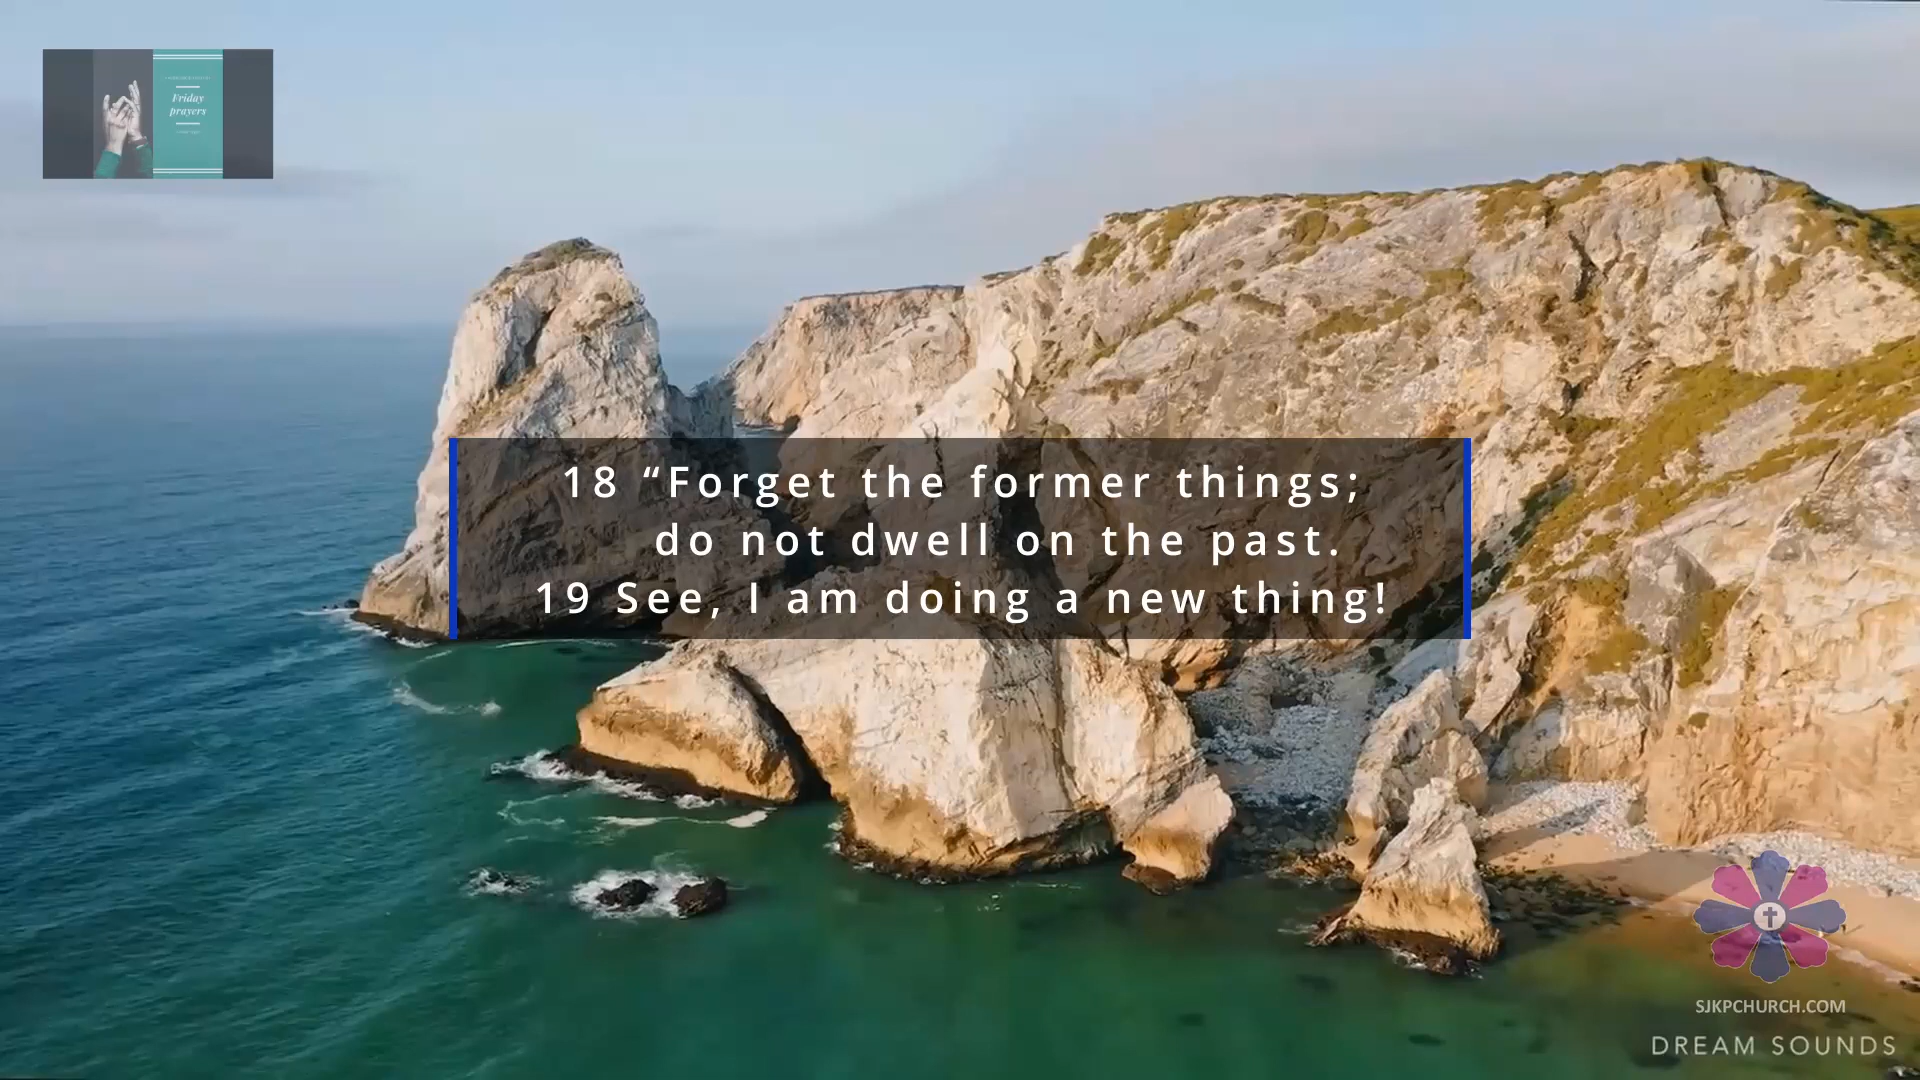 Friday
prayers
18 “Forget the former things;
do not dwell on the past.
19 See, I am doing a new thing!
SJKPCHURCH.COM
DREAM SOUNDS